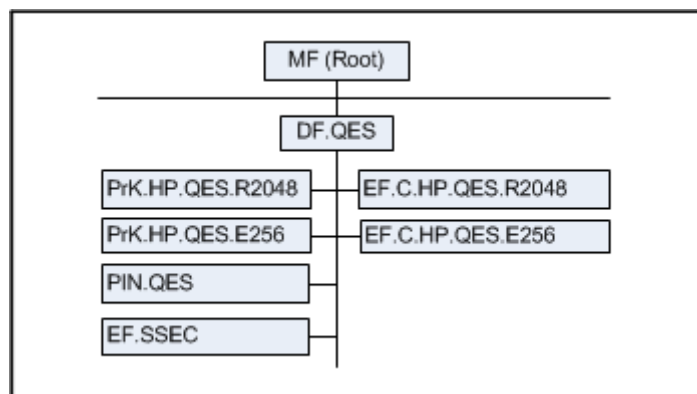 MF (Root)
DF.QES
PrK.HP.QES.R2048
EF.C.HP.QES.R2048
PrK.HP.QES.E256
EF.C.HP.QES.E256
PIN.QES
EF.SSEC